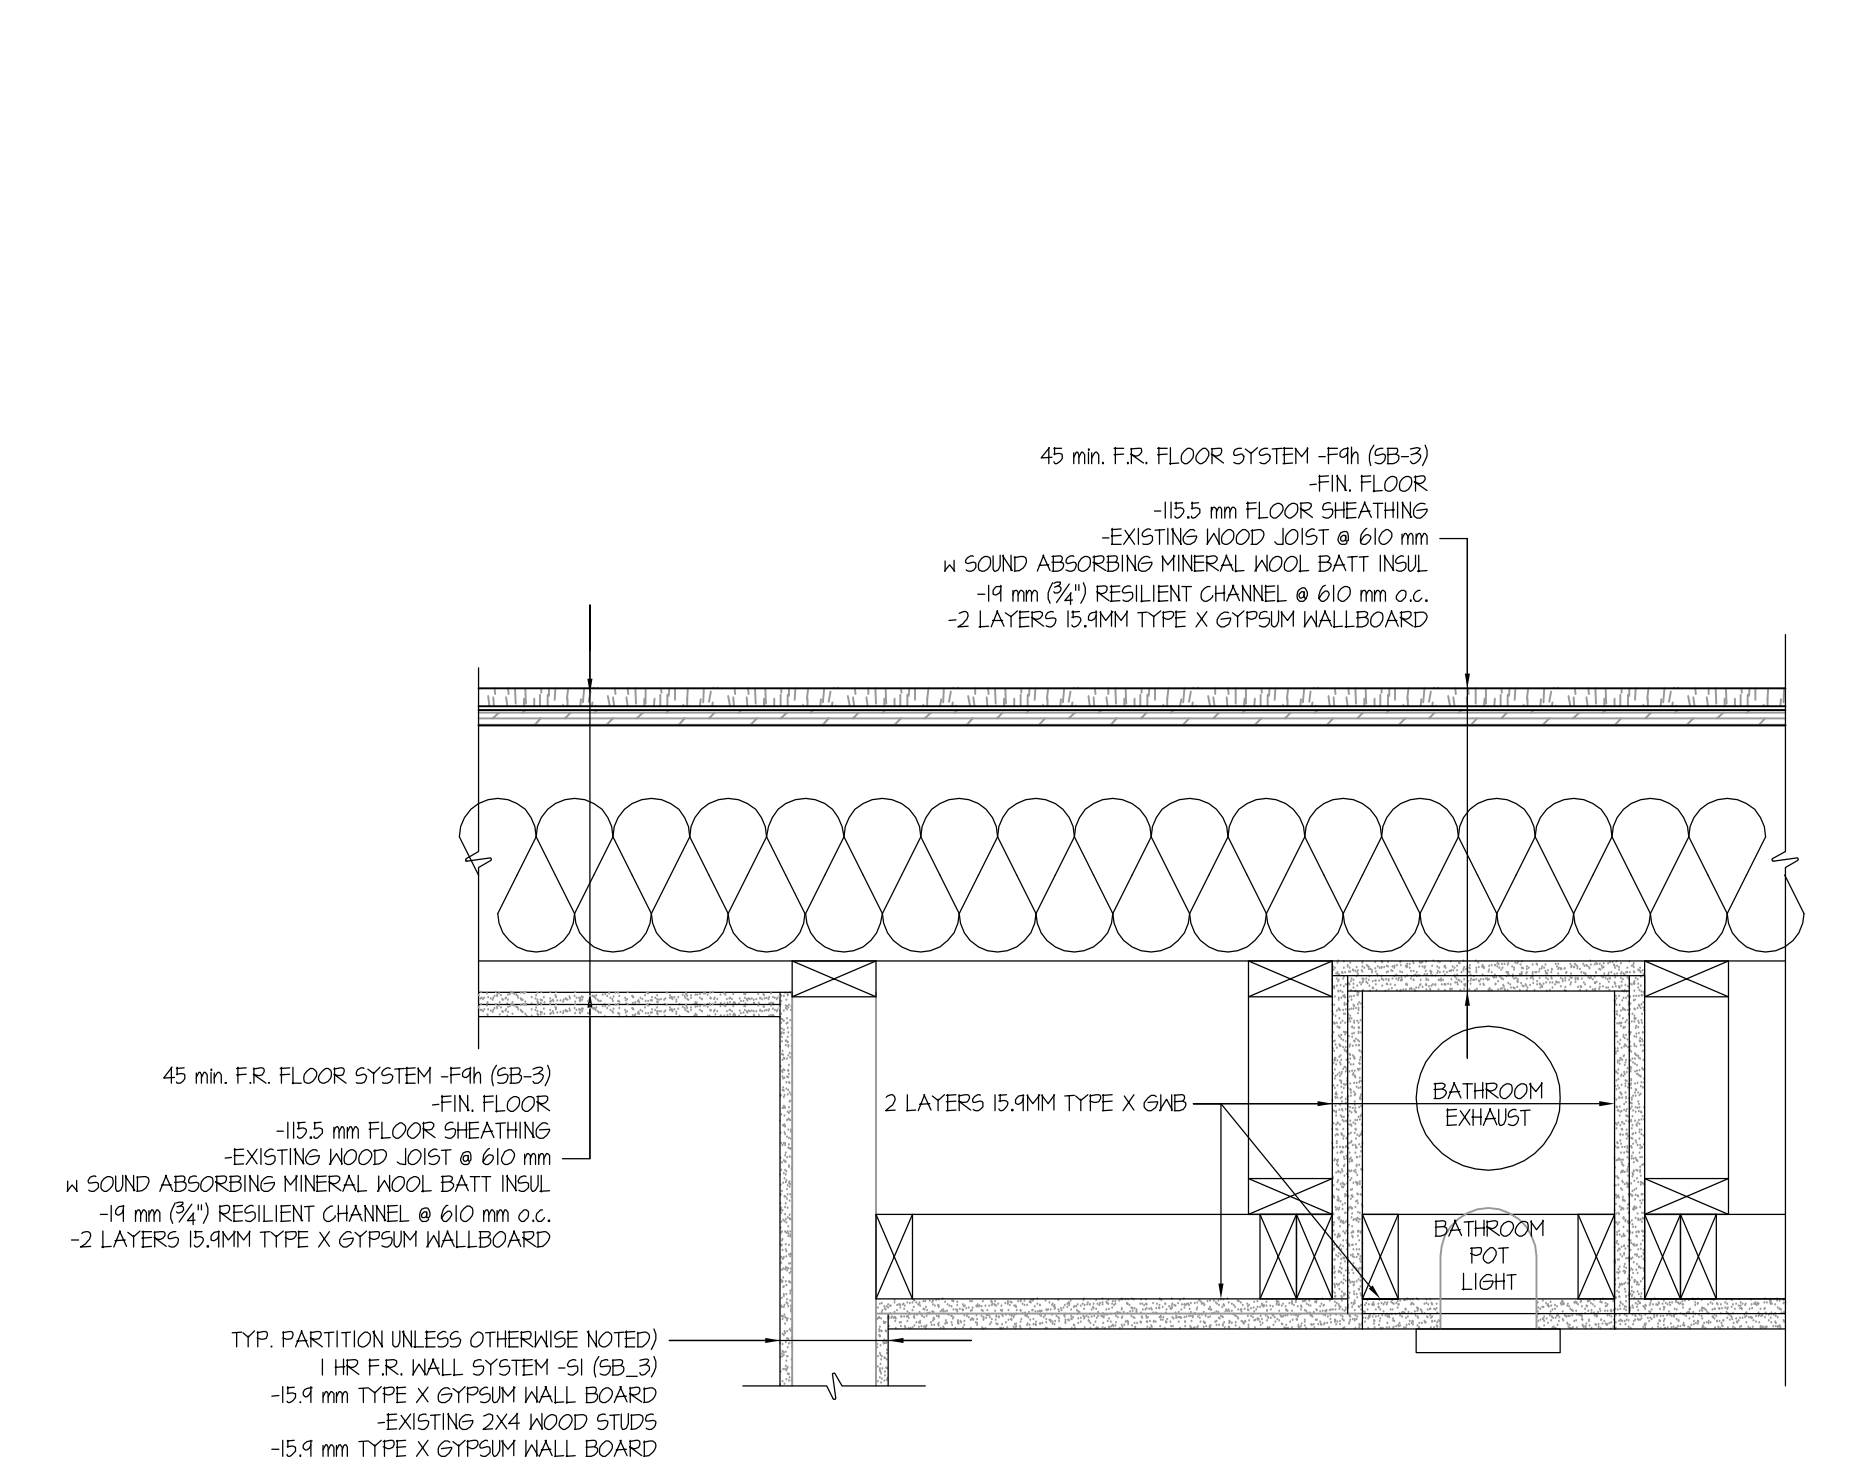 45 min. F.R. FLOOR SYSTEM -F9h (SB-3)
-FIN. FLOOR
-115.5 mm FLOOR SHEATHING
-EXISTING WOOD JOIST @ 610 mm
w SOUND ABSORBING MINERAL WOOL BATT INSUL
-19 mm (¾") RESILIENT CHANNEL @ 610 mm o.c.
-2 LAYERS 15.9MM TYPE X GYPSUM WALLBOARD
45 min. F.R. FLOOR SYSTEM -F9h (SB-3)
-FIN. FLOOR
-115.5 mm FLOOR SHEATHING
-EXISTING WOOD JOIST @ 610 mm
w SOUND ABSORBING MINERAL WOOL BATT INSUL
-19 mm (¾") RESILIENT CHANNEL @ 610 mm o.c.
-2 LAYERS 15.9MM TYPE X GYPSUM WALLBOARD
2 LAYERS 15.9MM TYPE X GWB
BATHROOM
EXHAUST
BATHROOM
POT
LIGHT
TYP. PARTITION UNLESS OTHERWISE NOTED)
1 HR F.R. WALL SYSTEM -S1 (SB_3)
-15.9 mm TYPE X GYPSUM WALL BOARD
-EXISTING 2X4 WOOD STUDS
-15.9 mm TYPE X GYPSUM WALL BOARD